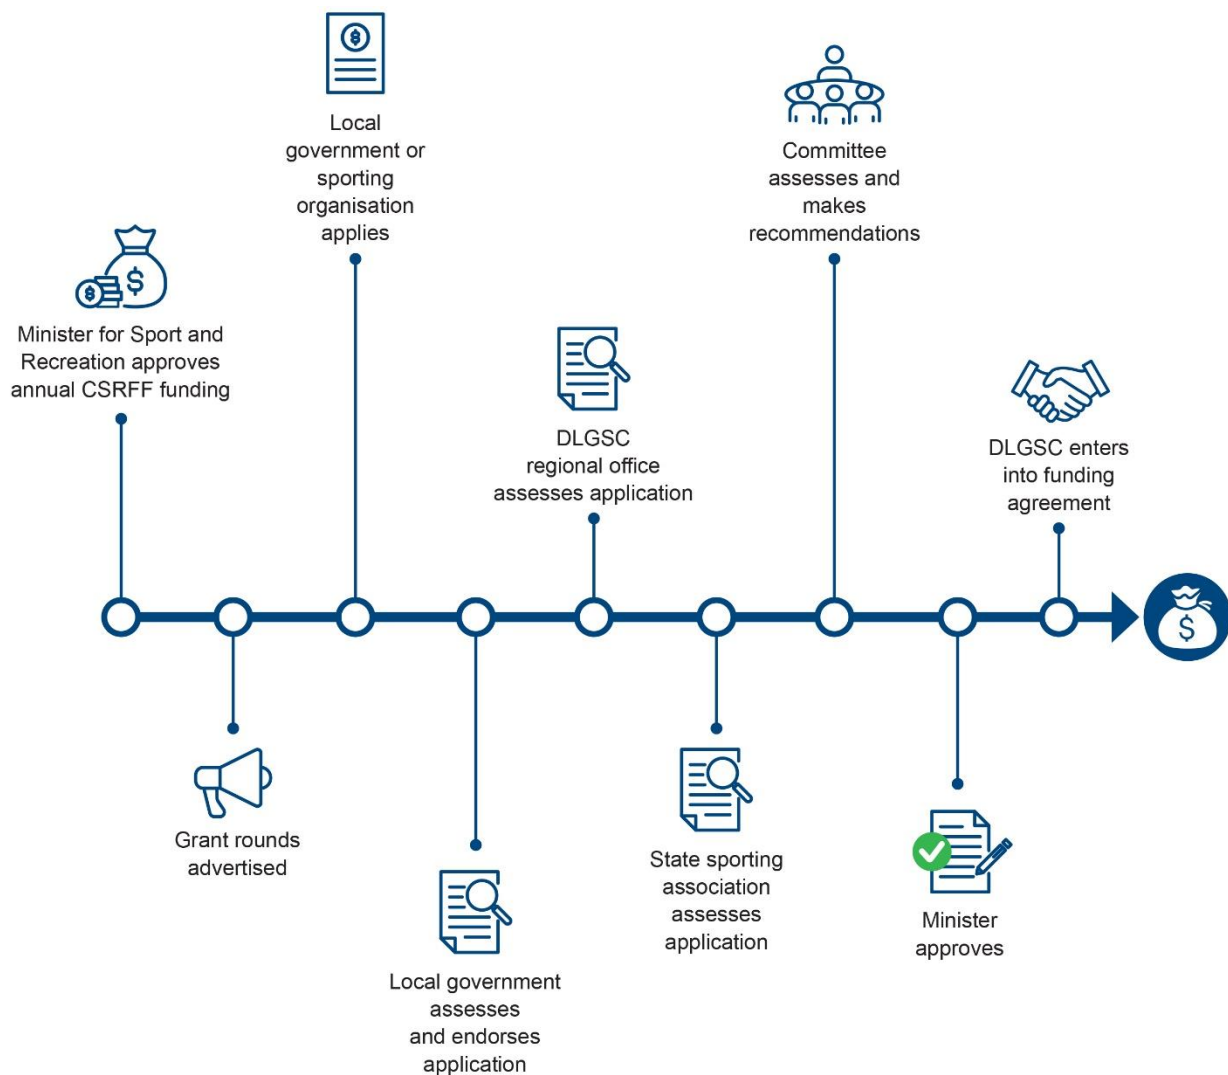 Minister for Sport and
Recreation approves
annual CSRFF funding
Grant rounds
advertised
Local
government or
sporting
organisation
applies
Local government
assesses
and endorses
application
DLGSC
regional office
assesses application
State sporting
association
assesses
application
Committee
assesses and
makes
recommendations
Minister
approves
DLGSC enters
into funding
agreement